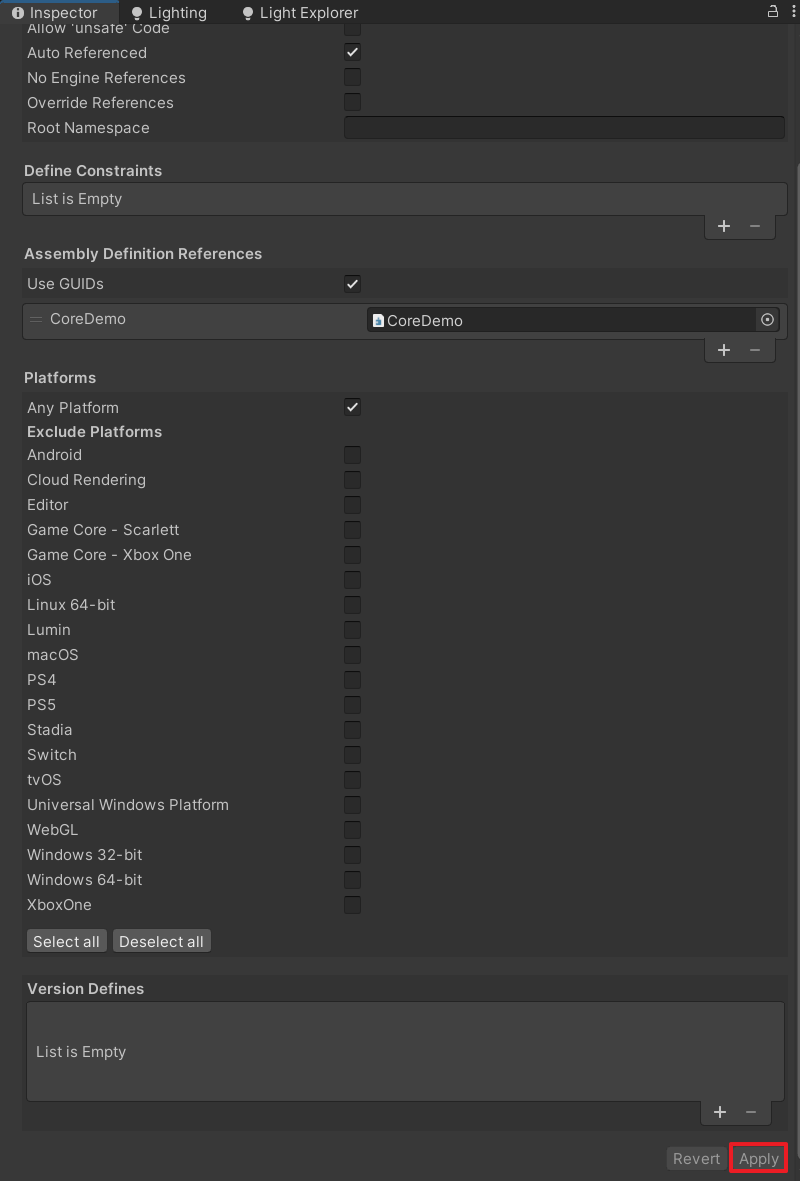 Inspector Lighting Light Explorer
Allow 'unsafe' Code
Auto Referenced
No Engine References
Override References
Root Namespace
Define Constraints
List is Empty
+ −
Assembly Definition References
Use GUIDs
CoreDemo CoreDemo
+ −
Platforms
Any Platform
Exclude Platforms
Android
Cloud Rendering
Editor
Game Core - Scarlett
Game Core - Xbox One
iOS
Linux 64-bit
Lumin
macOS
PS4
PS5
Stadia
Switch
tvOS
Universal Windows Platform
WebGL
Windows 32-bit
Windows 64-bit
XboxOne
Select all Deselect all
Version Defines
List is Empty
+ −
Revert Apply